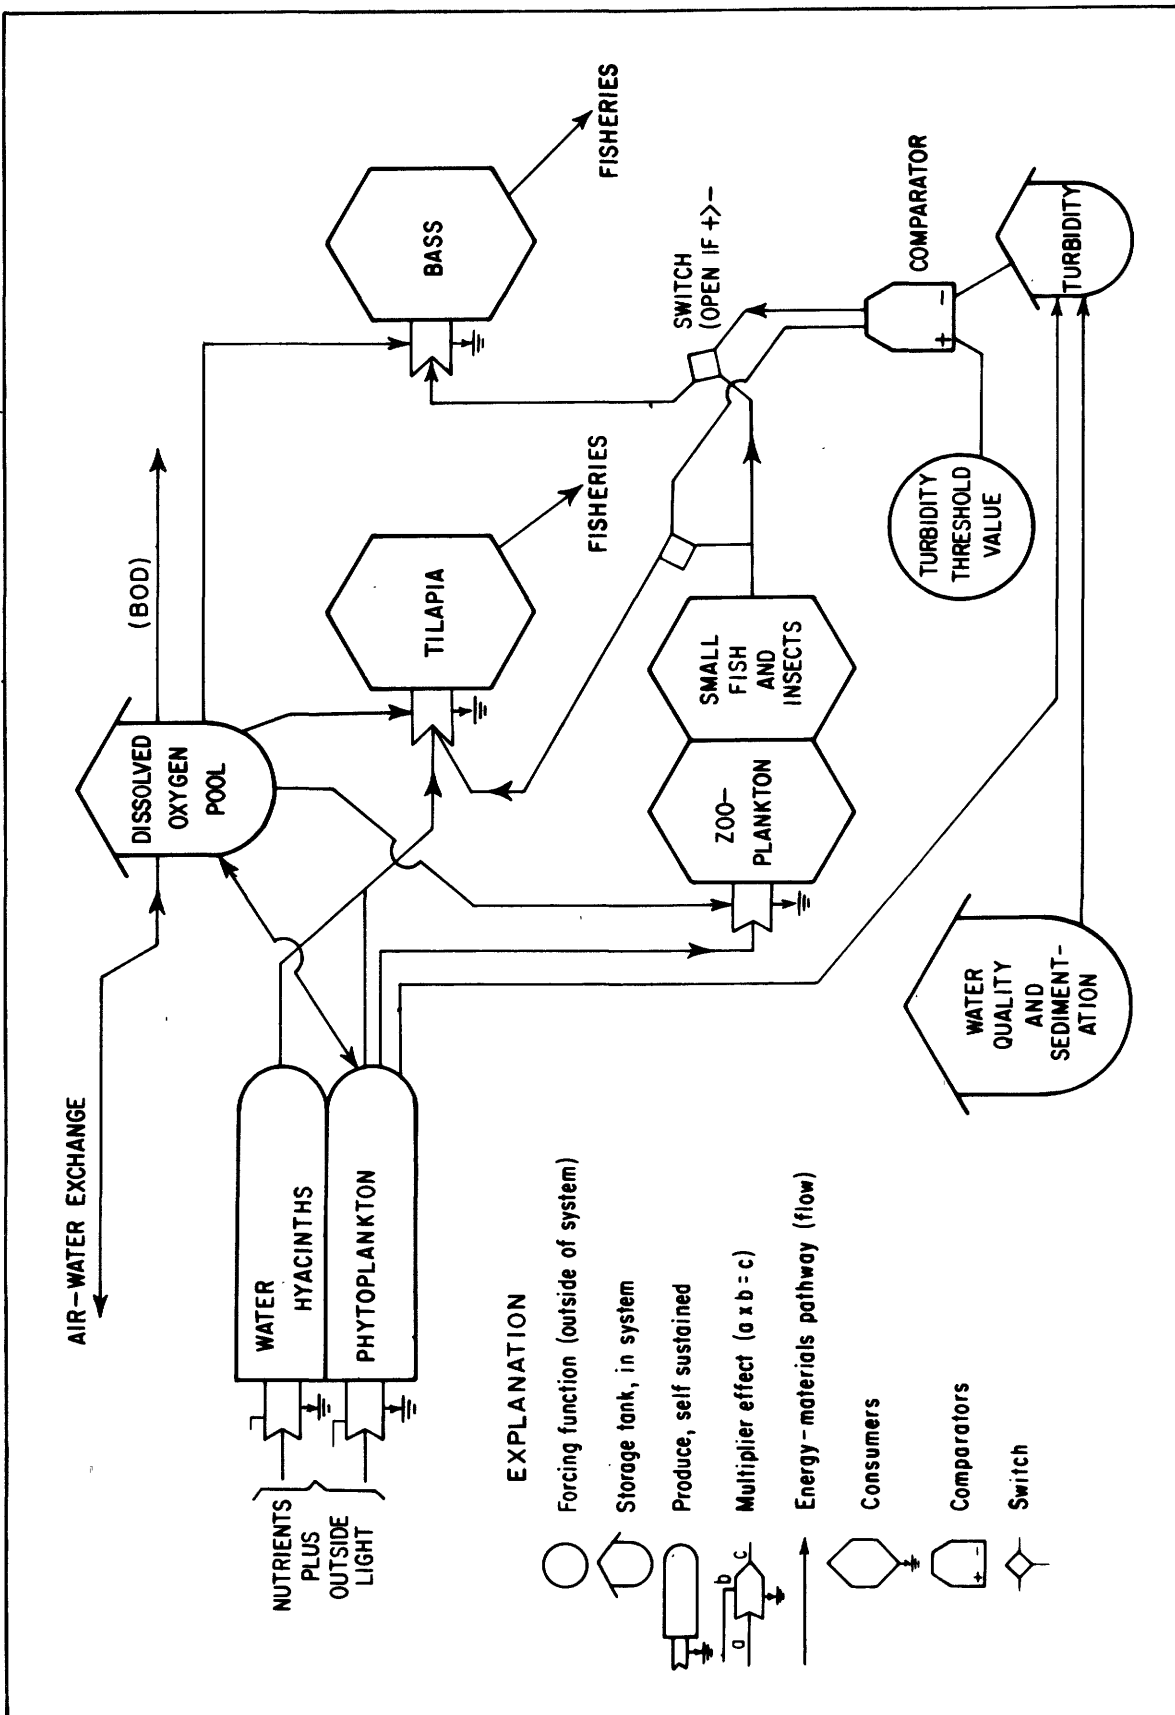 AIR-WATER EXCHANGE
DISSOLVED
OXYGEN
POOL
(BOD)
NUTRIENTS
PLUS
OUTSIDE
LIGHT
WATER
HYACINTHS
PHYTOPLANKTON
TILAPIA
FISHERIES
BASS
FISHERIES
ZOO-
PLANKTON
SMALL
FISH
AND
INSECTS
SWITCH
(OPEN IF +>-
COMPARATOR
+ -
TURBIDITY
THRESHOLD
VALUE
TURBIDITY
WATER
QUALITY
AND
SEDIMENT-
ATION
EXPLANATION
Forcing function (outside of system)
Storage tank, in system
Produce, self sustained
a b c
Multiplier effect (a x b = c)
Energy-materials pathway (flow)
Consumers
+ -
Comparators
Switch